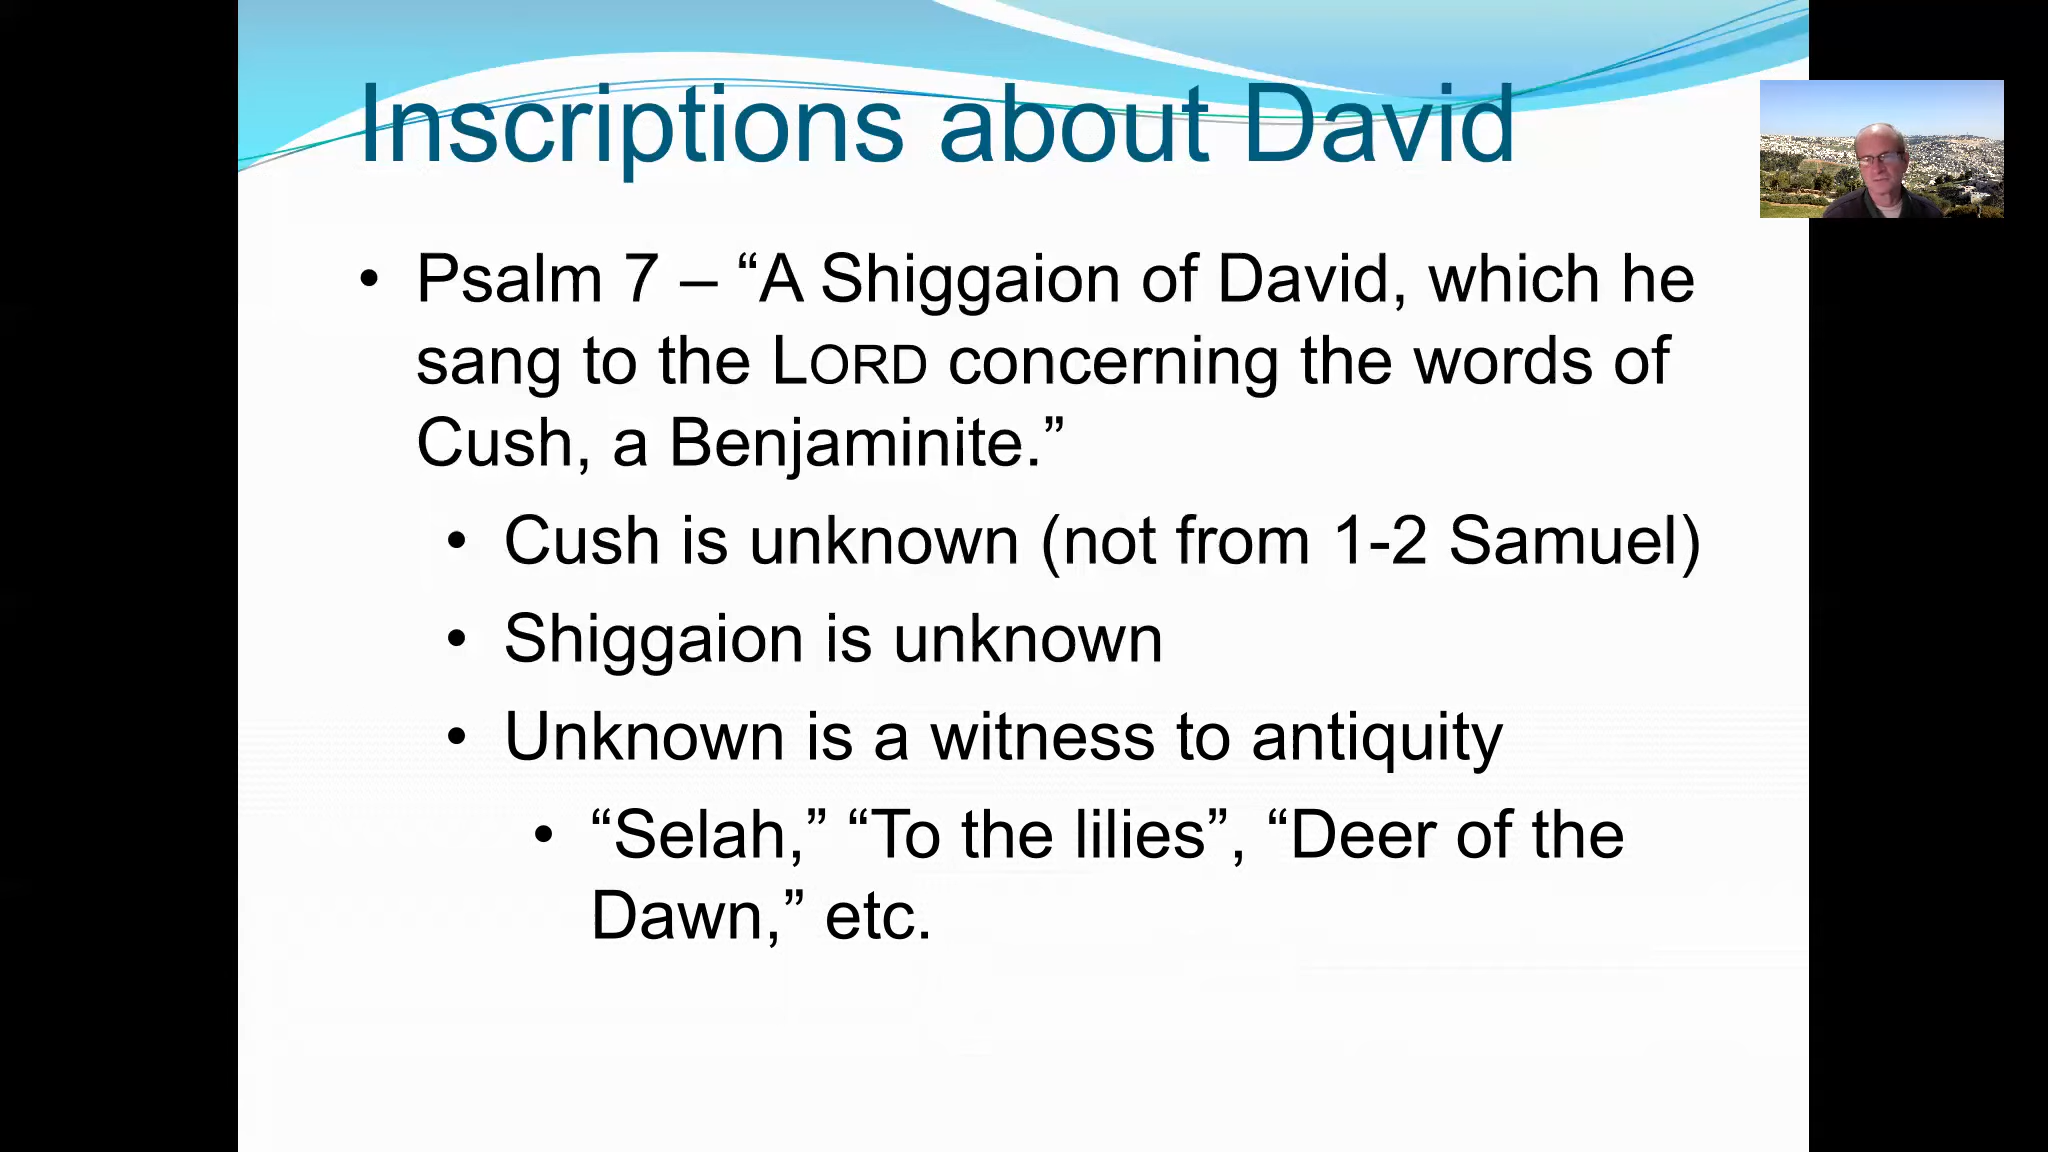 Inscriptions about David
• Psalm 7 – “A Shiggaion of David, which he
sang to the LORD concerning the words of
Cush, a Benjaminite.”
• Cush is unknown (not from 1-2 Samuel)
• Shiggaion is unknown
• Unknown is a witness to antiquity
• “Selah,” “To the lilies”, “Deer of the
Dawn,” etc.